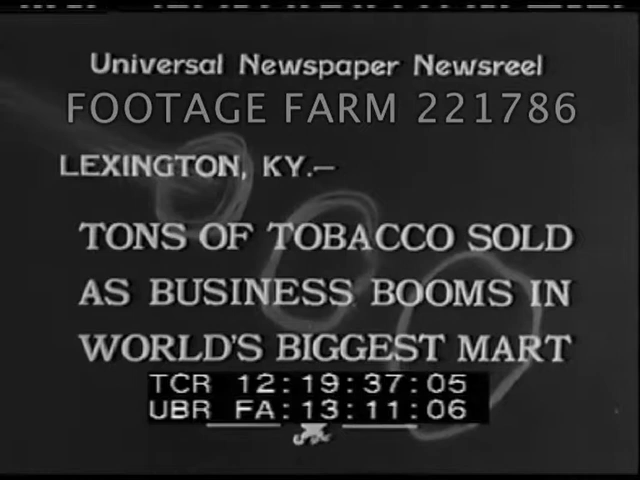 Universal Newspaper Newsreel
FOOTAGE FARM 221786
LEXINGTON, KY.—
TONS OF TOBACCO SOLD
AS BUSINESS BOOMS IN
WORLD'S BIGGEST MART
TCR 12:19:37:05
UBR FA:13:11:06